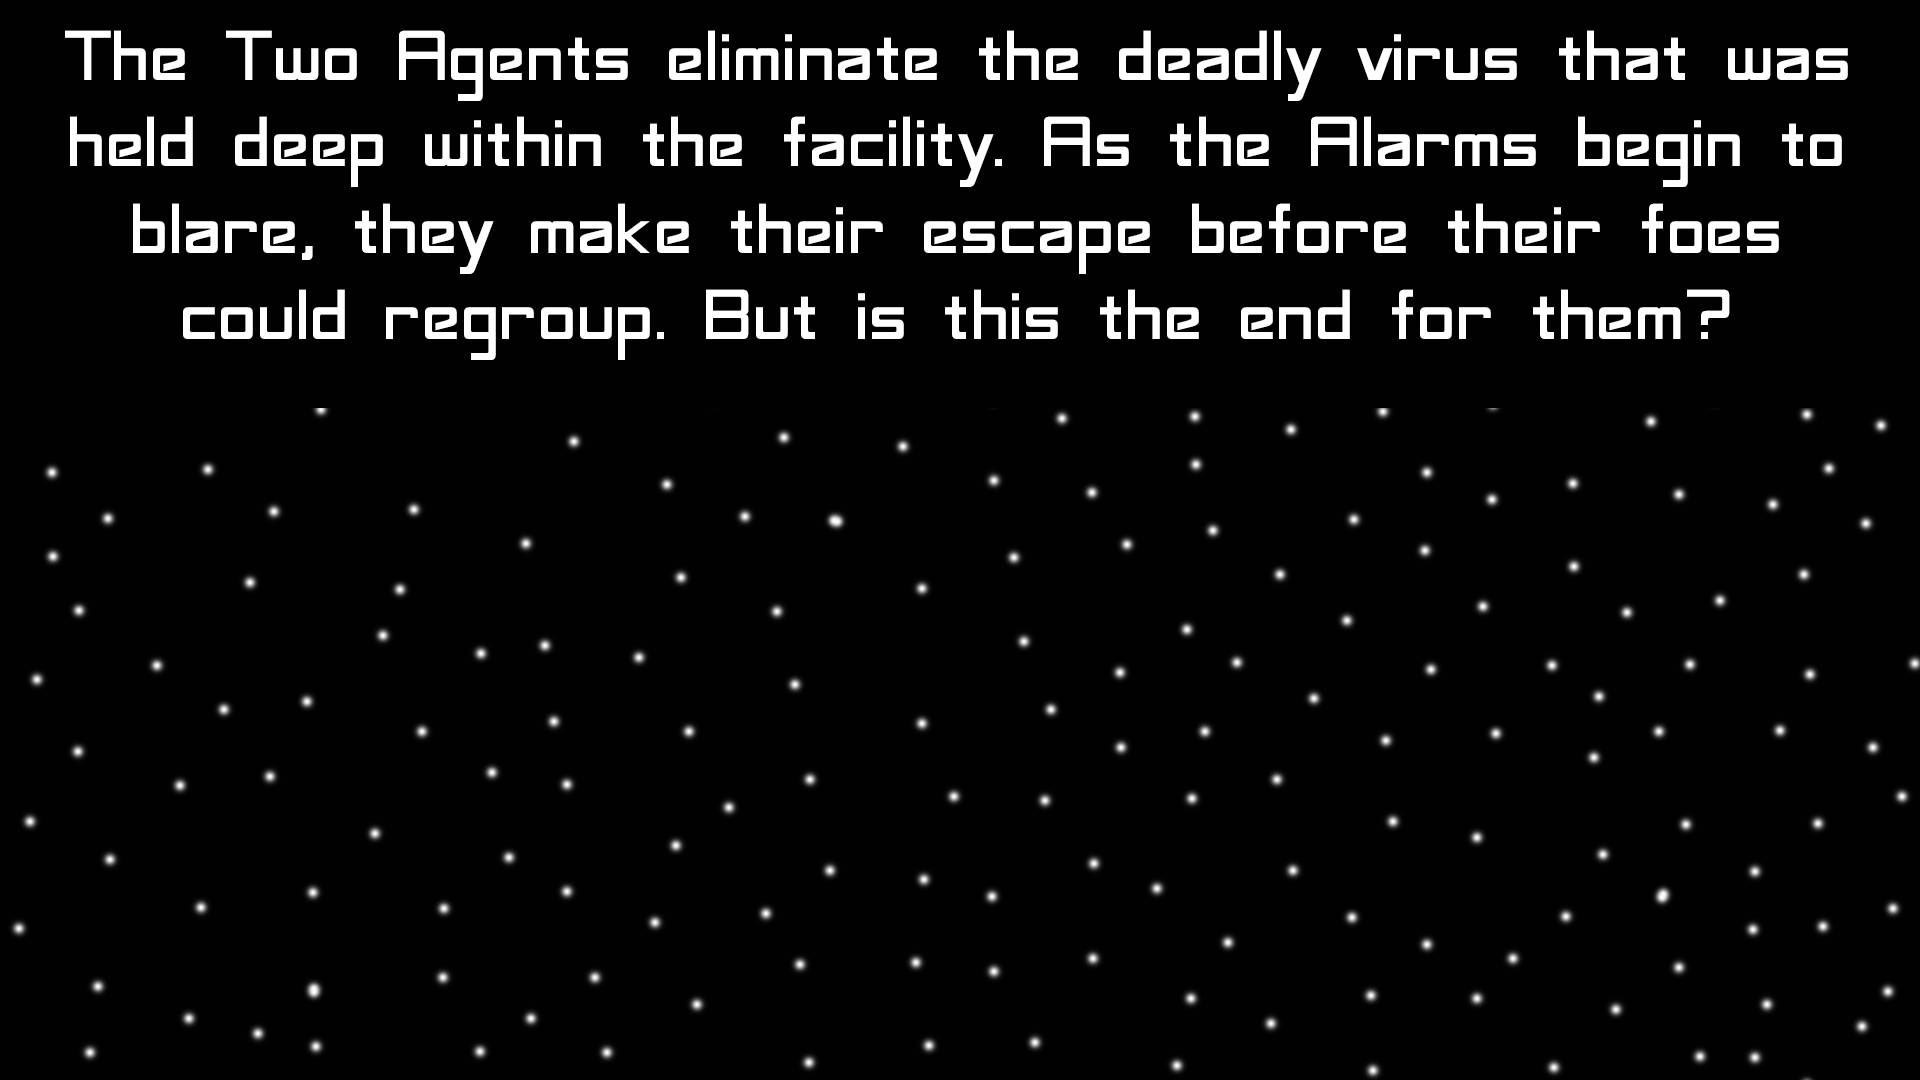 The Two Agents eliminate the deadly virus that was
held deep within the facility. As the Alarms begin to
blare, they make their escape before their foes
could regroup. But is this the end for them?